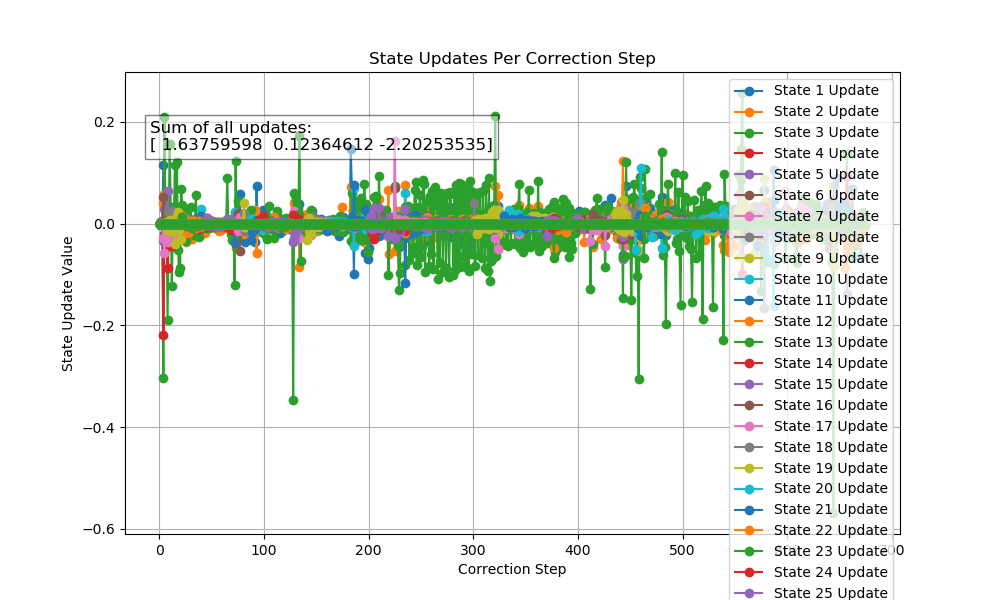 State Updates Per Correction Step
Sum of all updates:
[ 1.63759598  0.12364612 -2.20253535]
State Update Value
0.2
0.0
−0.2
−0.4
−0.6
0
100
200
300
400
500
700
Correction Step
State 1 Update
State 2 Update
State 3 Update
State 4 Update
State 5 Update
State 6 Update
State 7 Update
State 8 Update
State 9 Update
State 10 Update
State 11 Update
State 12 Update
State 13 Update
State 14 Update
State 15 Update
State 16 Update
State 17 Update
State 18 Update
State 19 Update
State 20 Update
State 21 Update
State 22 Update
State 23 Update
State 24 Update
State 25 Update